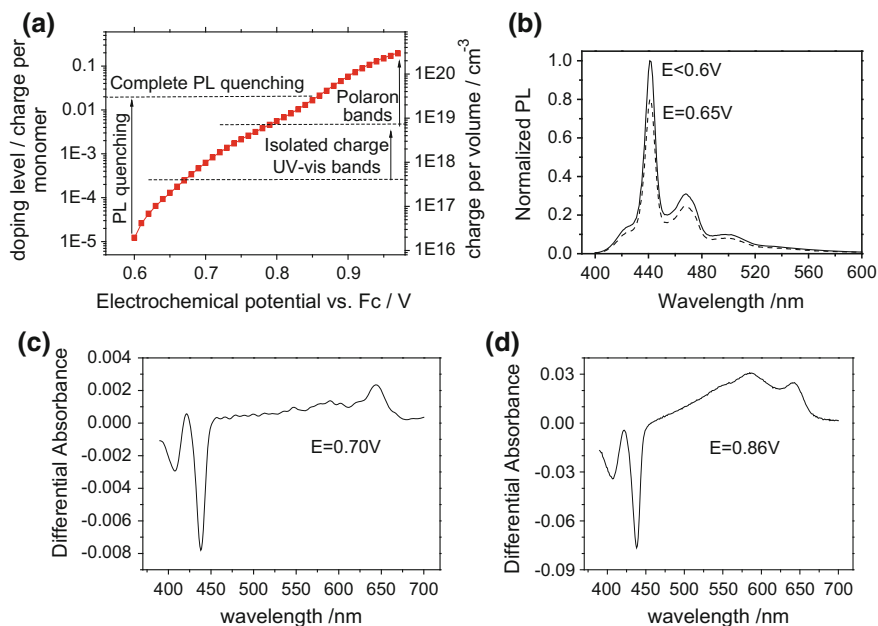 (a)
doping level / charge per
monomer
0.1
0.01
1E-3
1E-4
1E-5
Complete PL quenching
PL quenching
Polaron
bands
Isolated charge
UV-vis bands
1E20
1E19
1E18
1E17
1E16
charge per volume / cm-3
0.6 0.7 0.8 0.9
Electrochemical potential vs. Fc / V
(b)
Normalized PL
1.0
0.8
0.6
0.4
0.2
0.0
E<0.6V
E=0.65V
400 440 480 520 560 600
Wavelength /nm
(c)
Differential Absorbance
0.004
0.002
0.000
-0.002
-0.004
-0.006
-0.008
E=0.70V
400 450 500 550 600 650 700
wavelength /nm
(d)
Differential Absorbance
0.03
0.00
-0.03
-0.06
-0.09
E=0.86V
400 450 500 550 600 650 700
wavelength /nm